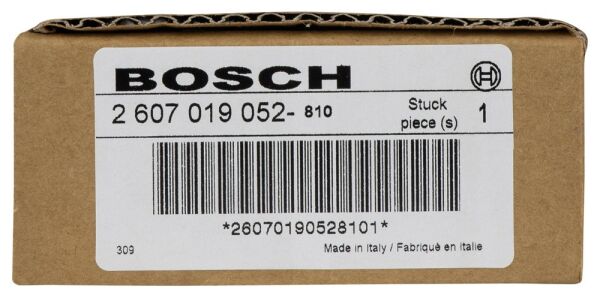 BOSCH
2 607 019 052- 810 Stuck piece (s) 1
*26070190528101*
309 Made in Italy / Fabriqué en italie